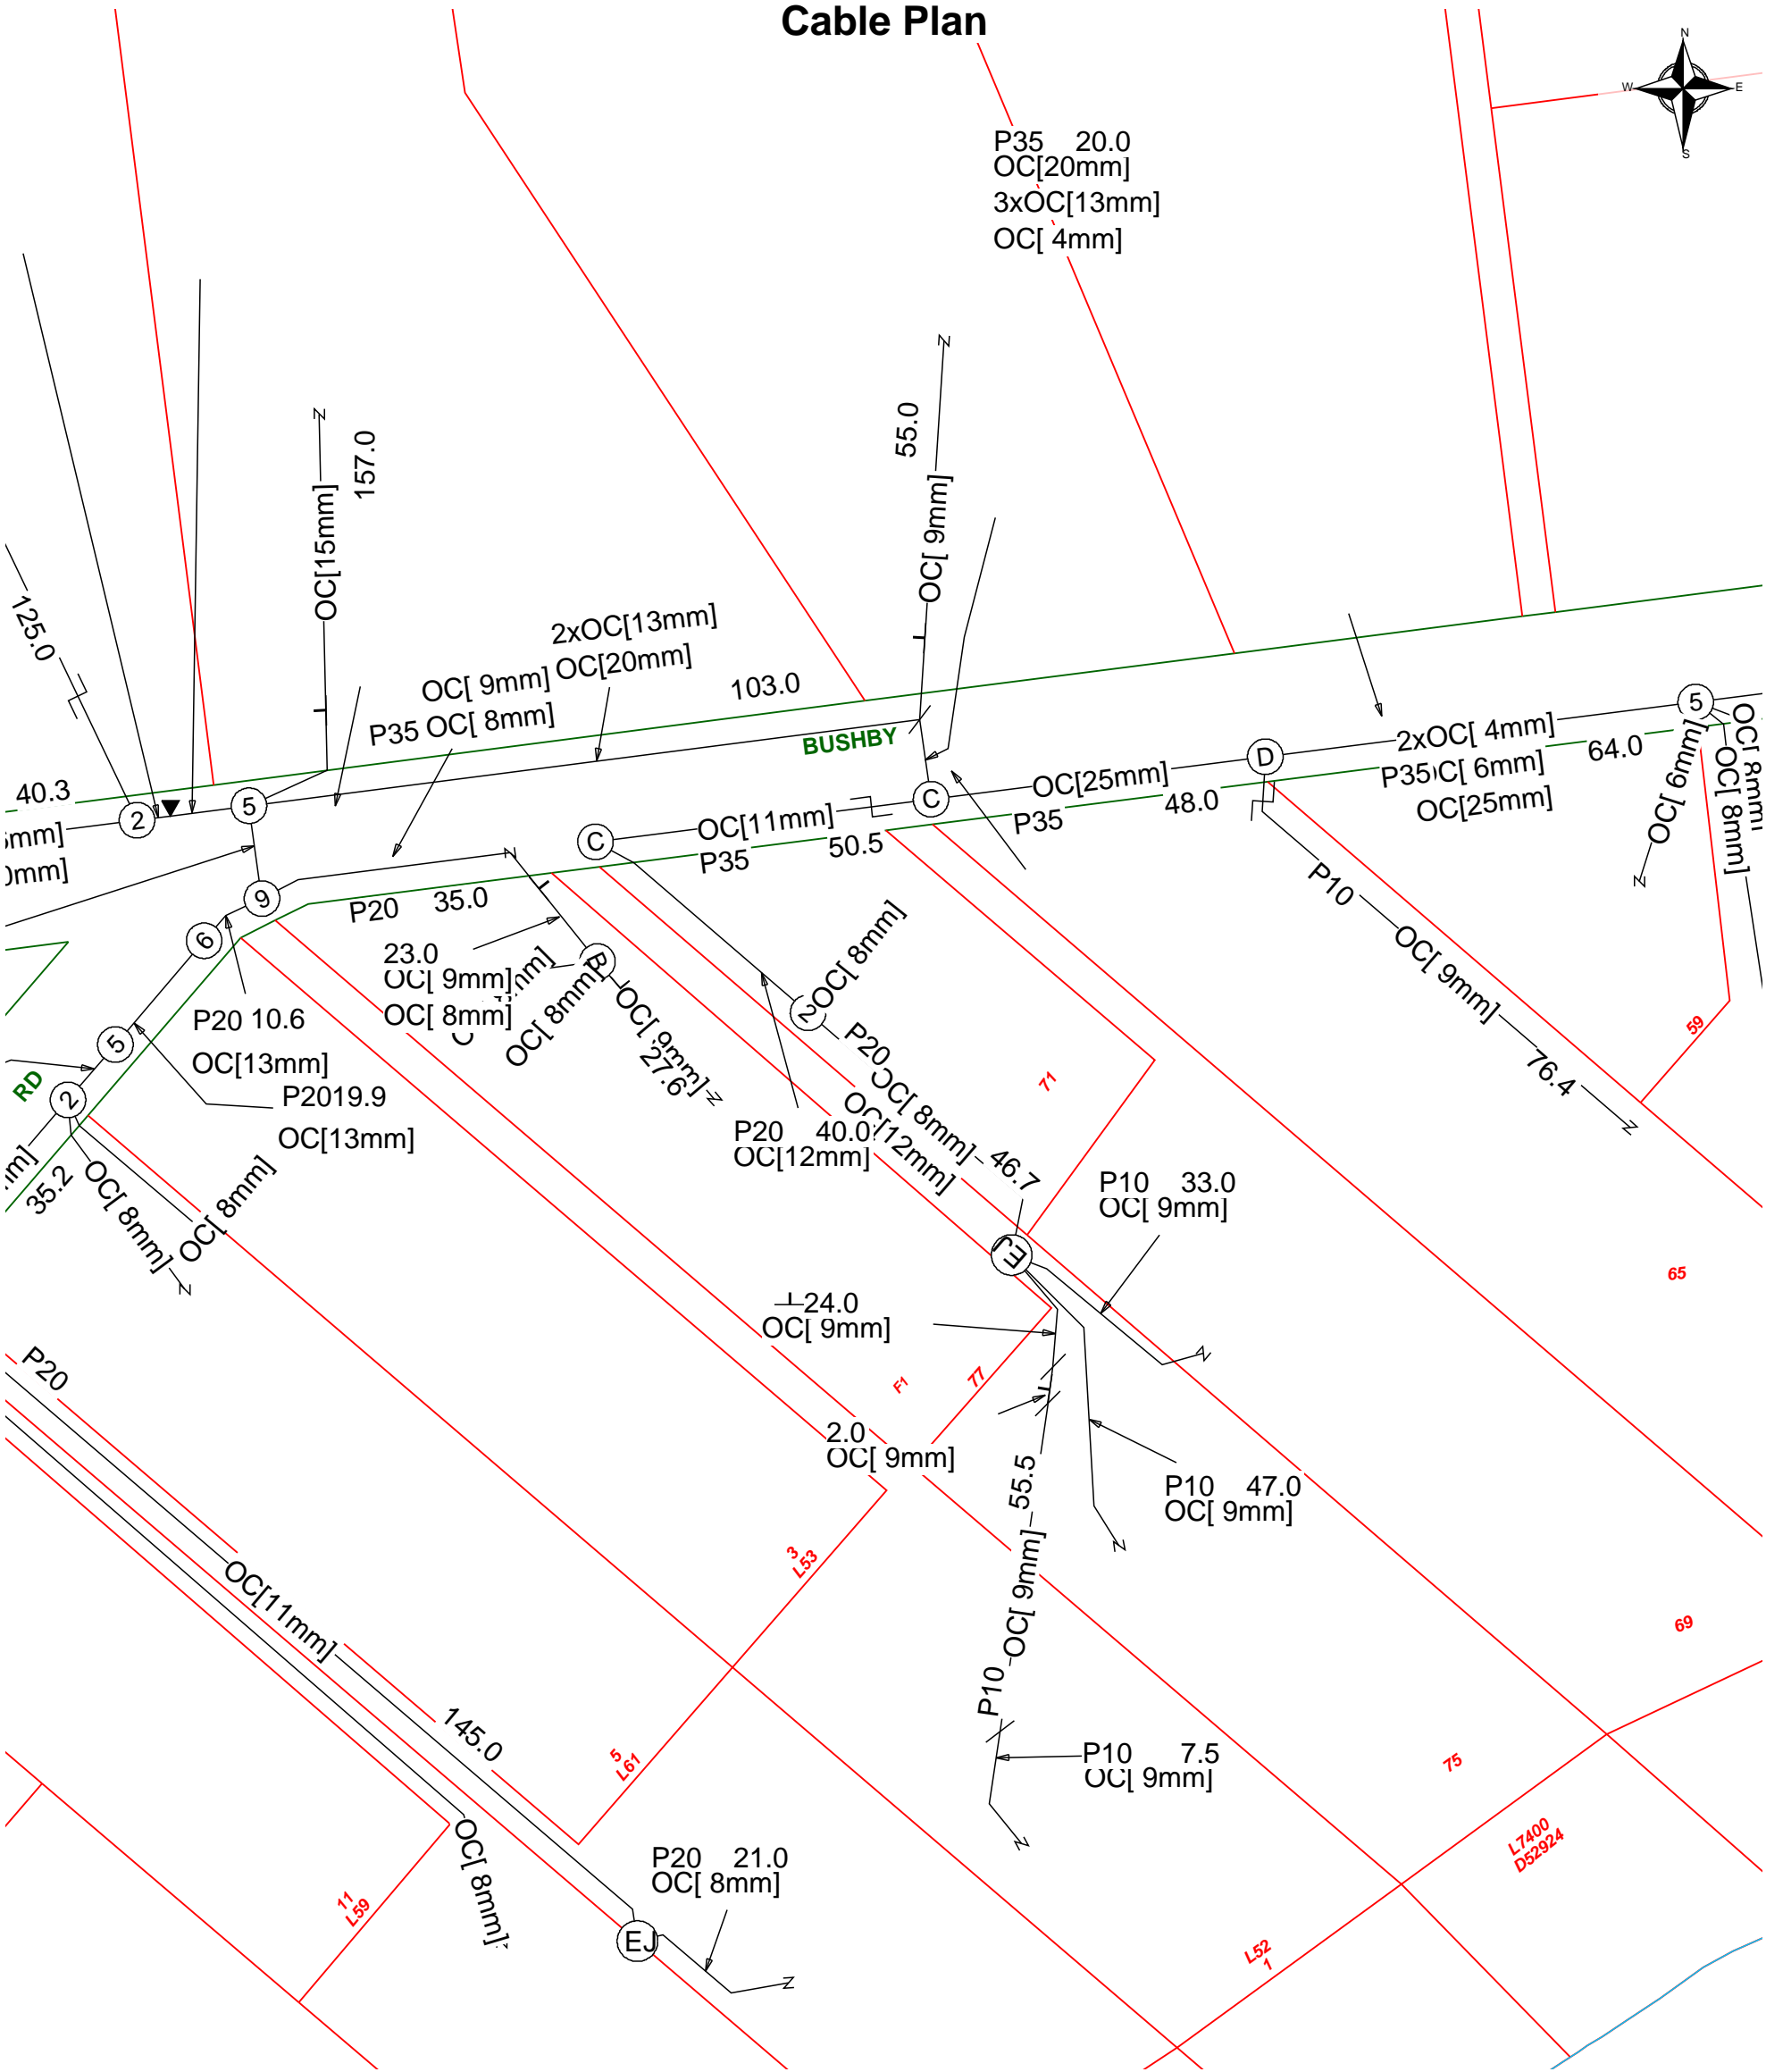 Cable Plan
N
W
E
S
P35 20.0
OC[20mm]
3xOC[13mm]
OC[ 4mm]
55.0
OC[ 9mm]
157.0
OC[15mm]
125.0
2xOC[13mm]
OC[20mm]
OC[ 9mm]
P35 OC[ 8mm]
103.0
BUSHBY
40.3
2
5
mm]
0mm]
C
OC[11mm]
P35
50.5
C
OC[25mm]
P35
48.0
D
2xOC[ 4mm]
P35
OC[ 6mm]
OC[25mm]
64.0
5
OC[ 6mm]
OC[ 8mm]
OC[ 8mm]
9
6
5
2
RD
P20 35.0
23.0
OC[ 9mm]
OC[ 8mm]
OC[ 8mm]
B
OC[ 9mm]
27.6
P20 10.6
OC[13mm]
P20 19.9
OC[13mm]
2
OC[ 8mm]
P20
OC[ 8mm]
OC[12mm]
46.7
P20 40.0
OC[12mm]
P10
OC[ 9mm]
76.4
59
71
65
35.2
OC[ 8mm]
OC[ 8mm]
EJ
P10 33.0
OC[ 9mm]
24.0
OC[ 9mm]
F1
77
2.0
OC[ 9mm]
P10 47.0
OC[ 9mm]
P10
OC[ 9mm]
55.5
P10 7.5
OC[ 9mm]
P20
OC[11mm]
145.0
3
L53
5
L61
69
75
L7400
D52924
OC[ 8mm]
11
L59
P20 21.0
OC[ 8mm]
EJ
L52
1